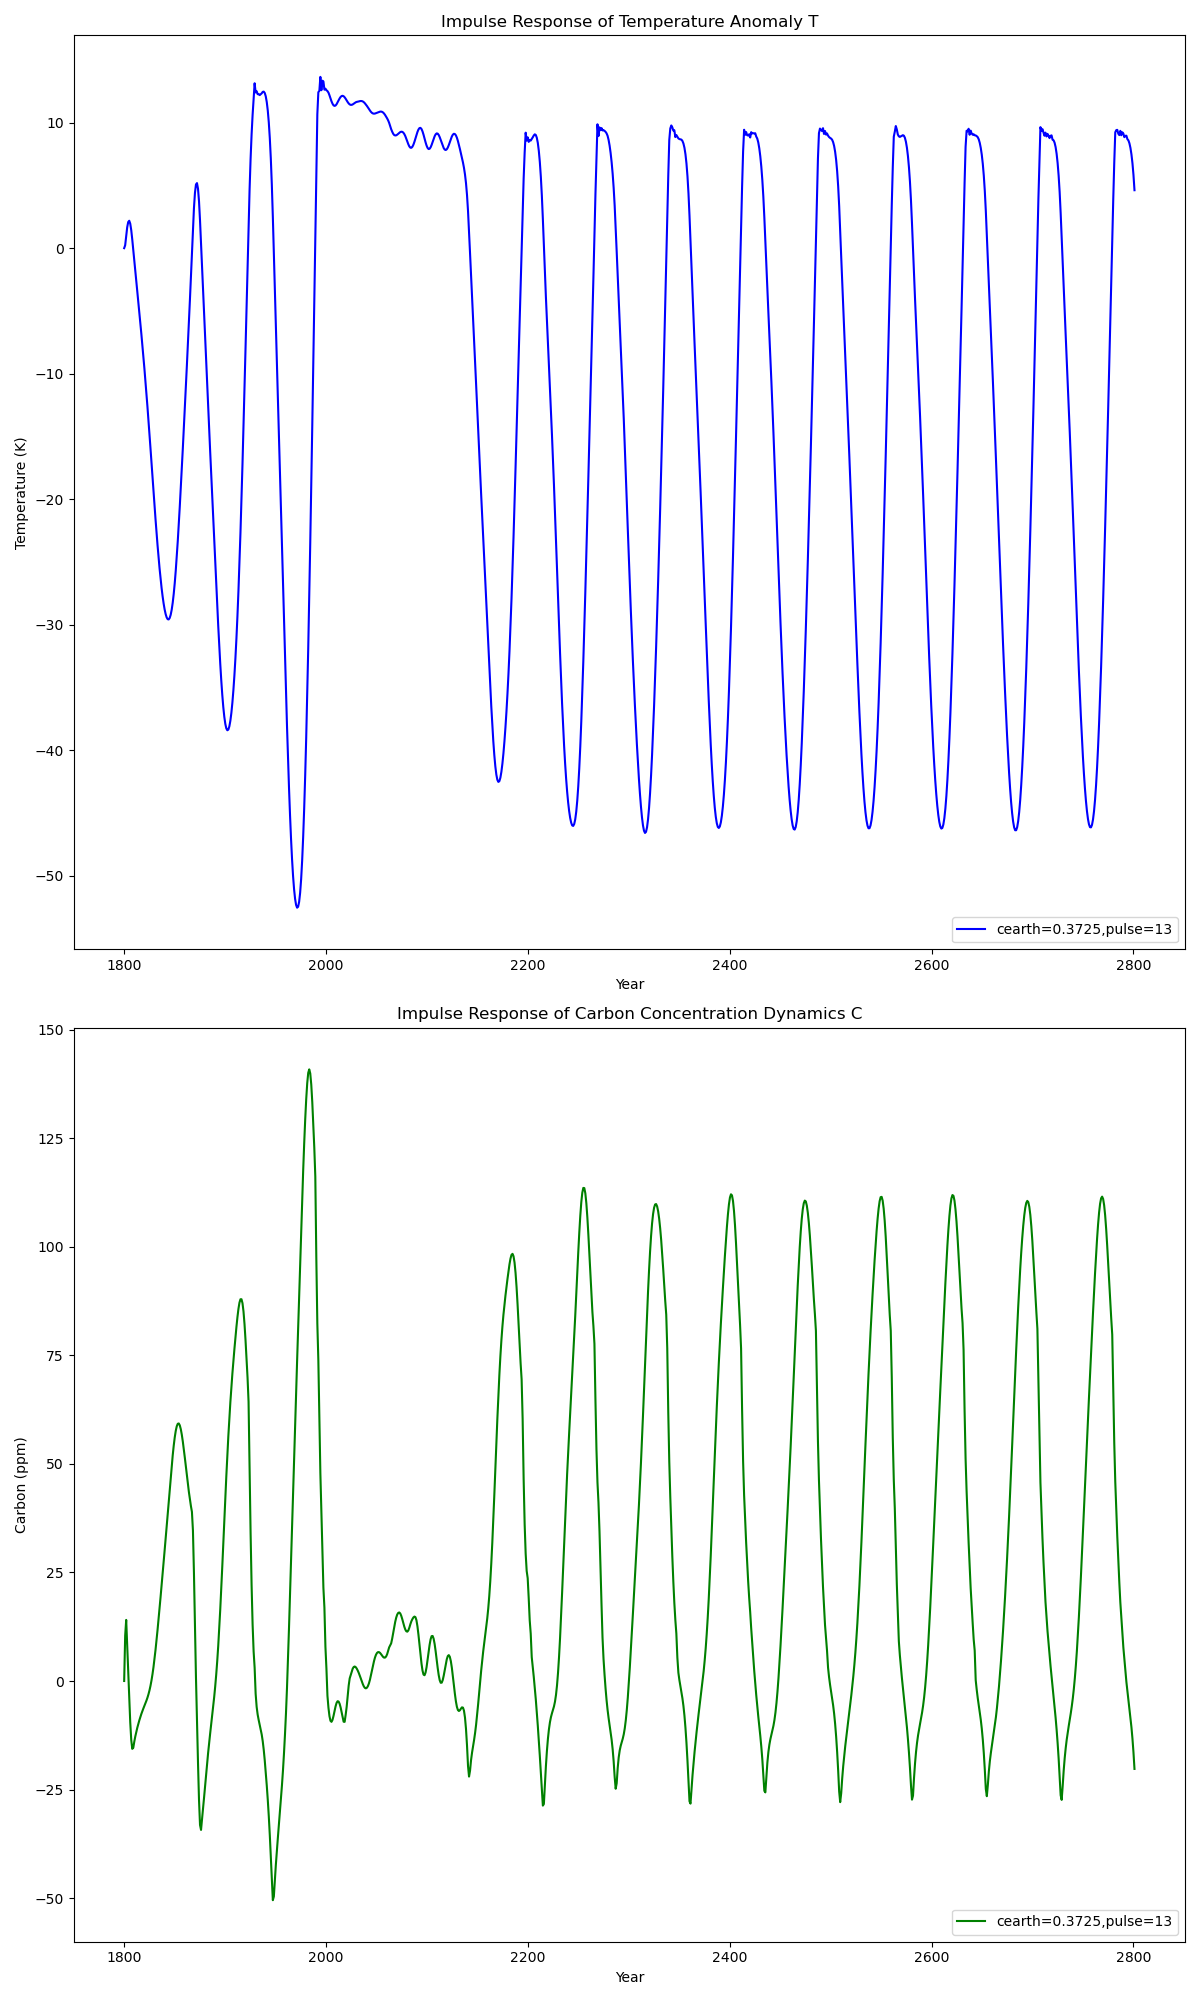 Impulse Response of Temperature Anomaly T
Temperature (K)
10
0
−10
−20
−30
−40
−50
cearth=0.3725,pulse=13
1800 2000 2200 2400 2600 2800
Year
Impulse Response of Carbon Concentration Dynamics C
Carbon (ppm)
150
125
100
75
50
25
0
−25
−50
cearth=0.3725,pulse=13
1800 2000 2200 2400 2600 2800
Year